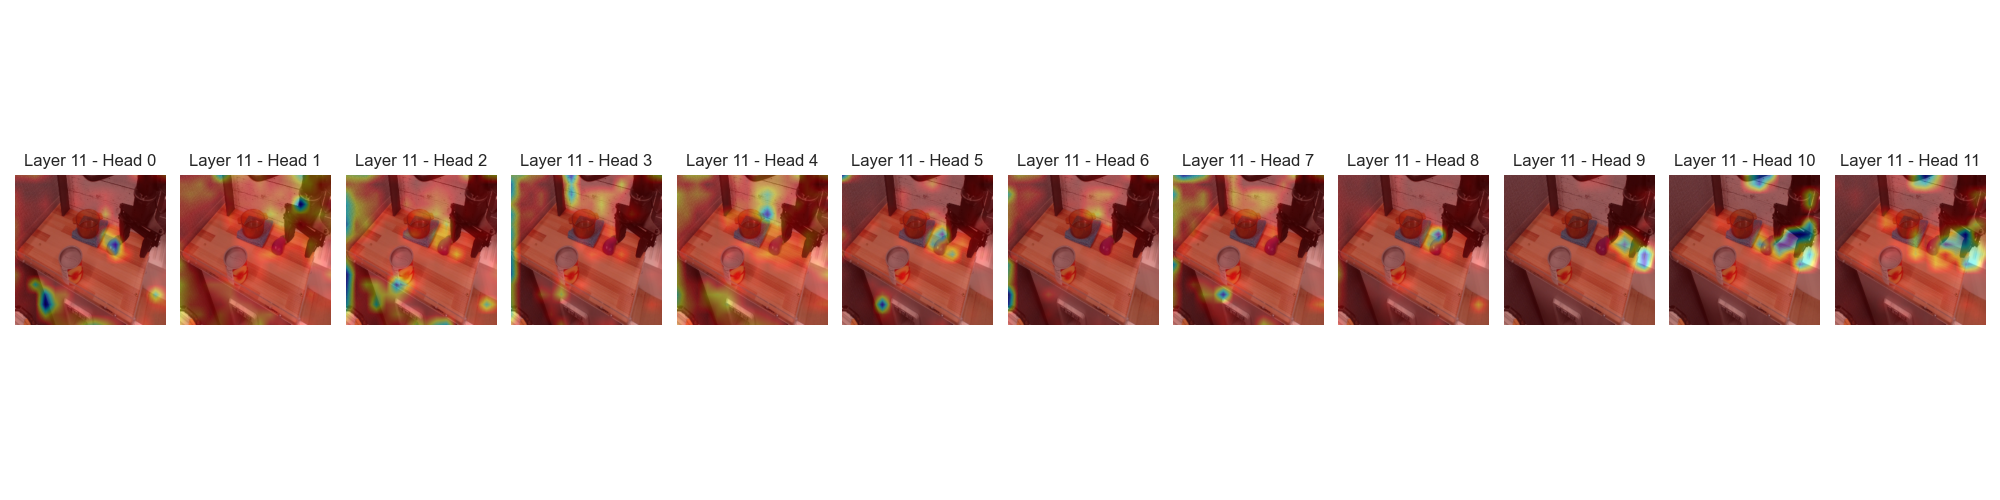 Layer 11 - Head 0
Layer 11 - Head 1
Layer 11 - Head 2
Layer 11 - Head 3
Layer 11 - Head 4
Layer 11 - Head 5
Layer 11 - Head 6
Layer 11 - Head 7
Layer 11 - Head 8
Layer 11 - Head 9
Layer 11 - Head 10
Layer 11 - Head 11